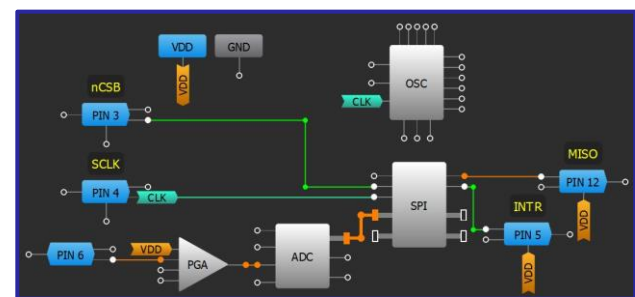 VDD
GND
VDD
nCSB
PIN 3
OSC
CLK
SCLK
PIN 4
CLK
SPI
MISO
PIN 12
VDD
INTR
PIN 5
VDD
PIN 6
VDD
PGA
ADC